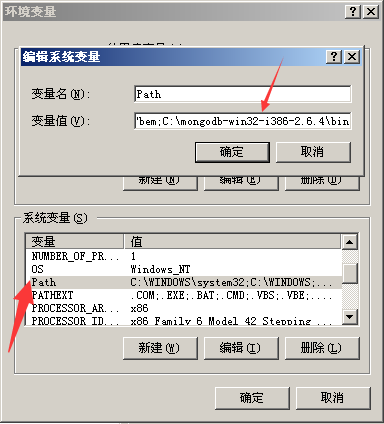 环境变量
编辑系统变量
变量名(N):
Path
变量值(V):
bem;C:\mongodb-win32-i386-2.6.4\bin
确定
取消
新建(N)
编辑(E)
删除(D)
系统变量(S)
变量 值
NUMBER_OF_PR... 1
OS Windows_NT
Path C:\WINDOWS\system32;C:\WINDOWS;...
PATHEXT .COM;.EXE;.BAT;.CMD;.VBS;.VBE;....
PROCESSOR_AR... x86
PROCESSOR_ID... x86 Family 6 Model 42 Stepping ...
新建(W)
编辑(I)
删除(L)
确定
取消